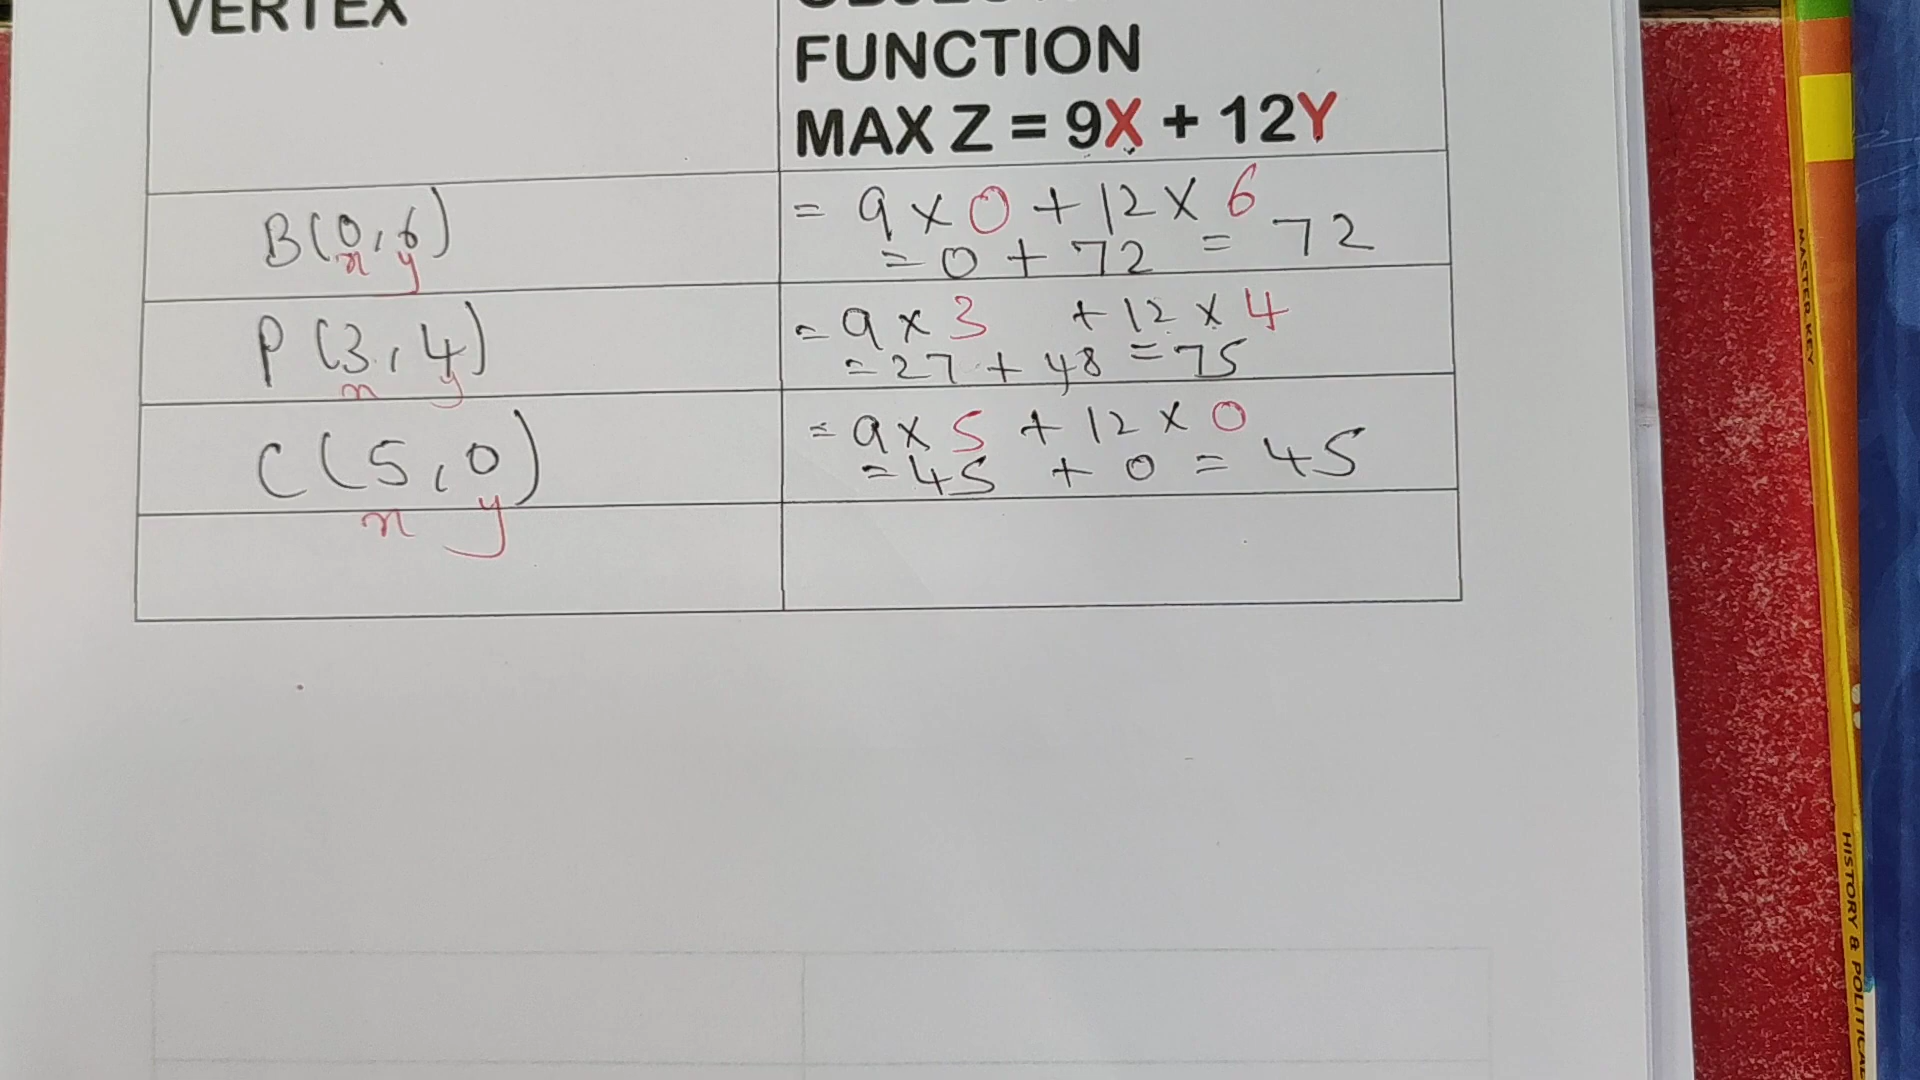 VERTEX
FUNCTION
MAX Z = 9X + 12Y
B(0,6)
x y
= 9 x 0 + 12 x 6
= 0 + 72 = 72
P(3,4)
x y
= 9 x 3 + 12 x 4
= 27 + 48 = 75
C(5,0)
x y
= 9 x 5 + 12 x 0
= 45 + 0 = 45
MASTER KEY
HISTORY & POLITICAL